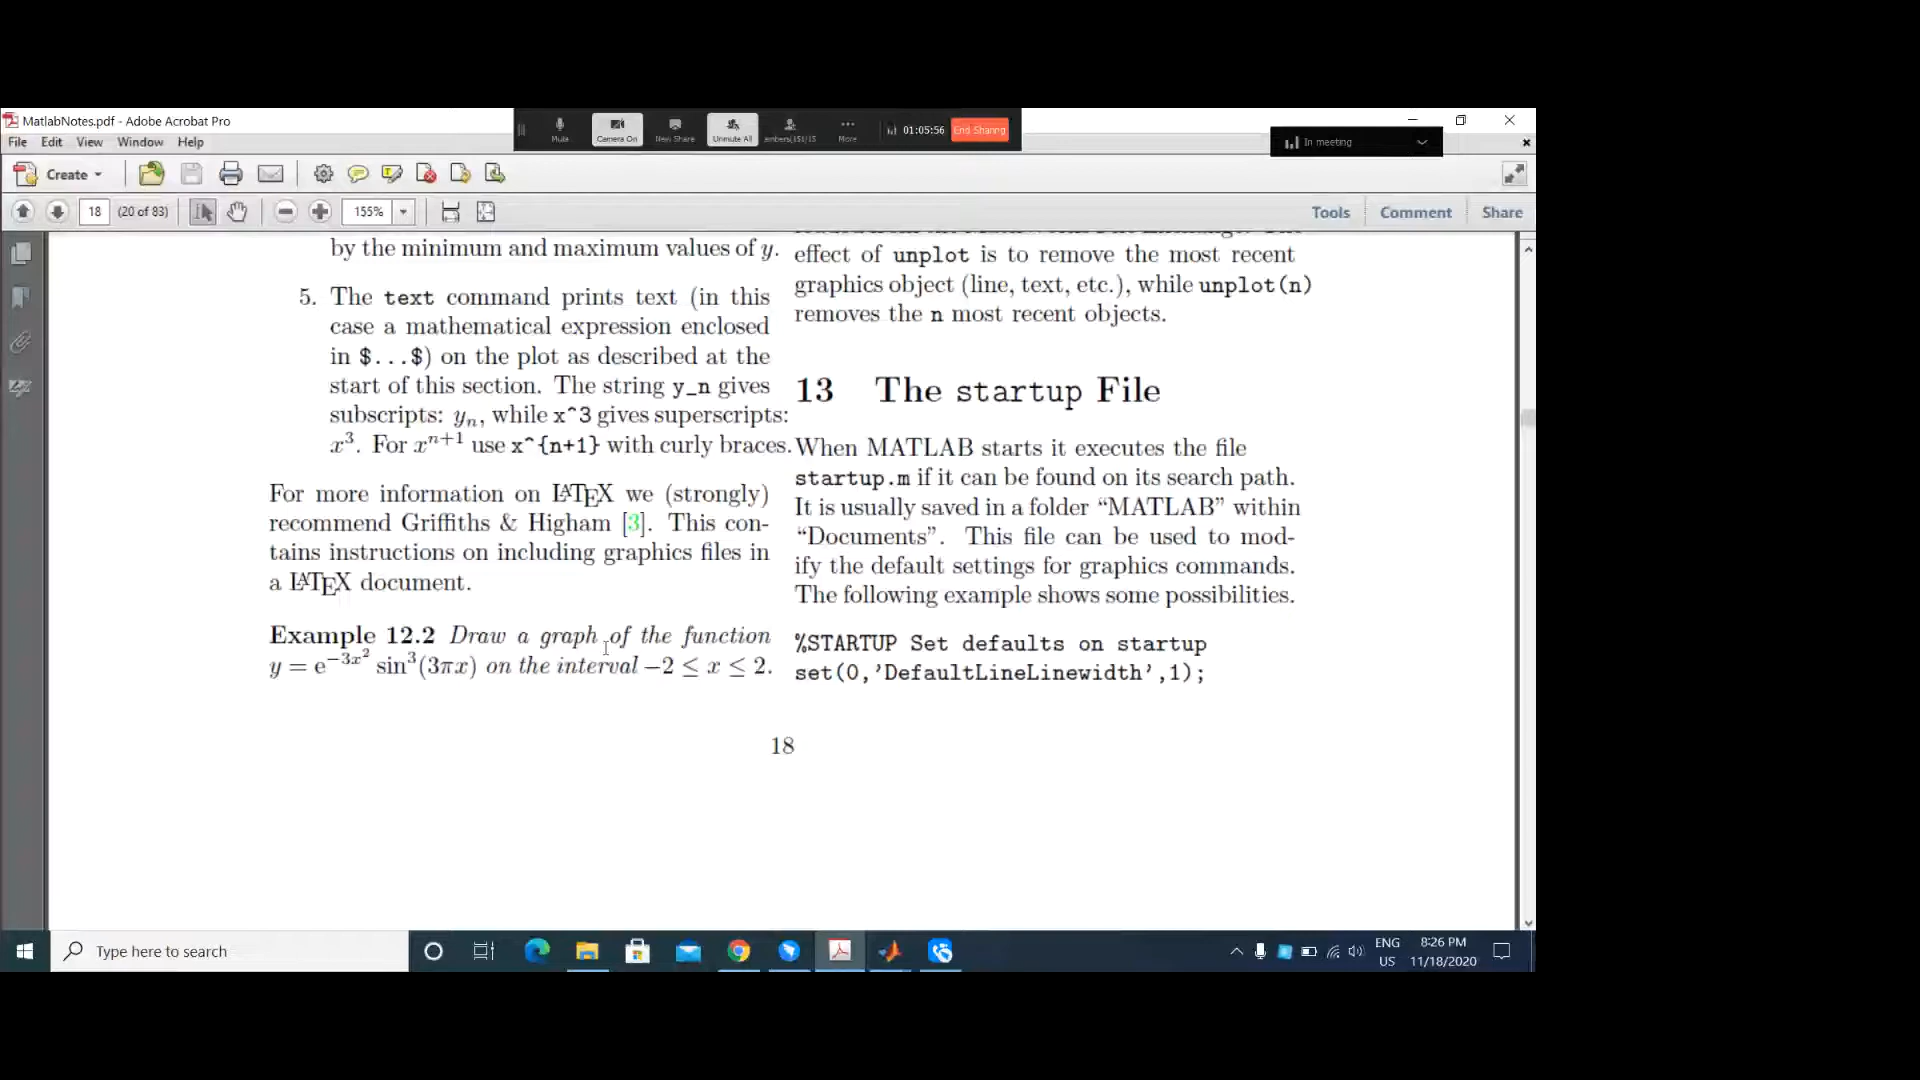 MatlabNotes.pdf - Adobe Acrobat Pro
Mute
Camera On
New Share
Unmute All
More
01:05:56
End Sharing
In meeting
File Edit View Window Help
Create
18 (20 of 83)
155%
Tools Comment Share
by the minimum and maximum values of y.
5. The text command prints text (in this
case a mathematical expression enclosed
in $...$) on the plot as described at the
start of this section. The string y_n gives
subscripts: yₙ, while x^3 gives superscripts:
x³. For xⁿ⁺¹ use x^{n+1} with curly braces.
For more information on LATEX we (strongly)
recommend Griffiths & Higham [3]. This con-
tains instructions on including graphics files in
a LATEX document.
Example 12.2 Draw a graph of the function
y = e^{−3x²} sin³(3πx) on the interval −2 ≤ x ≤ 2.
effect of unplot is to remove the most recent
graphics object (line, text, etc.), while unplot(n)
removes the n most recent objects.
13 The startup File
When MATLAB starts it executes the file
startup.m if it can be found on its search path.
It is usually saved in a folder “MATLAB” within
“Documents”. This file can be used to mod-
ify the default settings for graphics commands.
The following example shows some possibilities.
%STARTUP Set defaults on startup
set(0,'DefaultLineLinewidth',1);
18
Type here to search
ENG
US
8:26 PM
11/18/2020